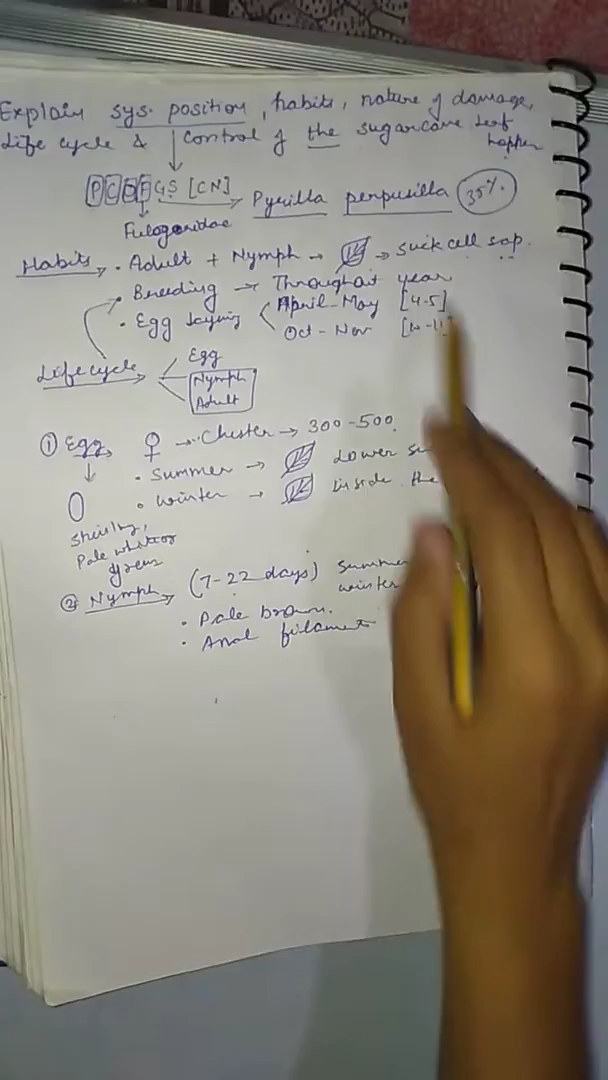 Explain sys. position, habits, nature of damage,
Life cycle & control of the sugarcane leaf
hopper
PCOFGS [CN] Pyrilla perpusilla 35%
Fulogoridae
Habits • Adult + Nymph → suck cell sap.
• Breeding → Throughout year
• Egg laying April-May [4-5]
Oct-Nov
Life cycle Egg
Nymph
Adult
① Egg ♀ → Cluster → 300-500.
• Summer → Lower
• Winter → inside the
Pale whitish
green
② Nymph (7-22 days) Summer
winter
• Pale brown.
• Anal filament